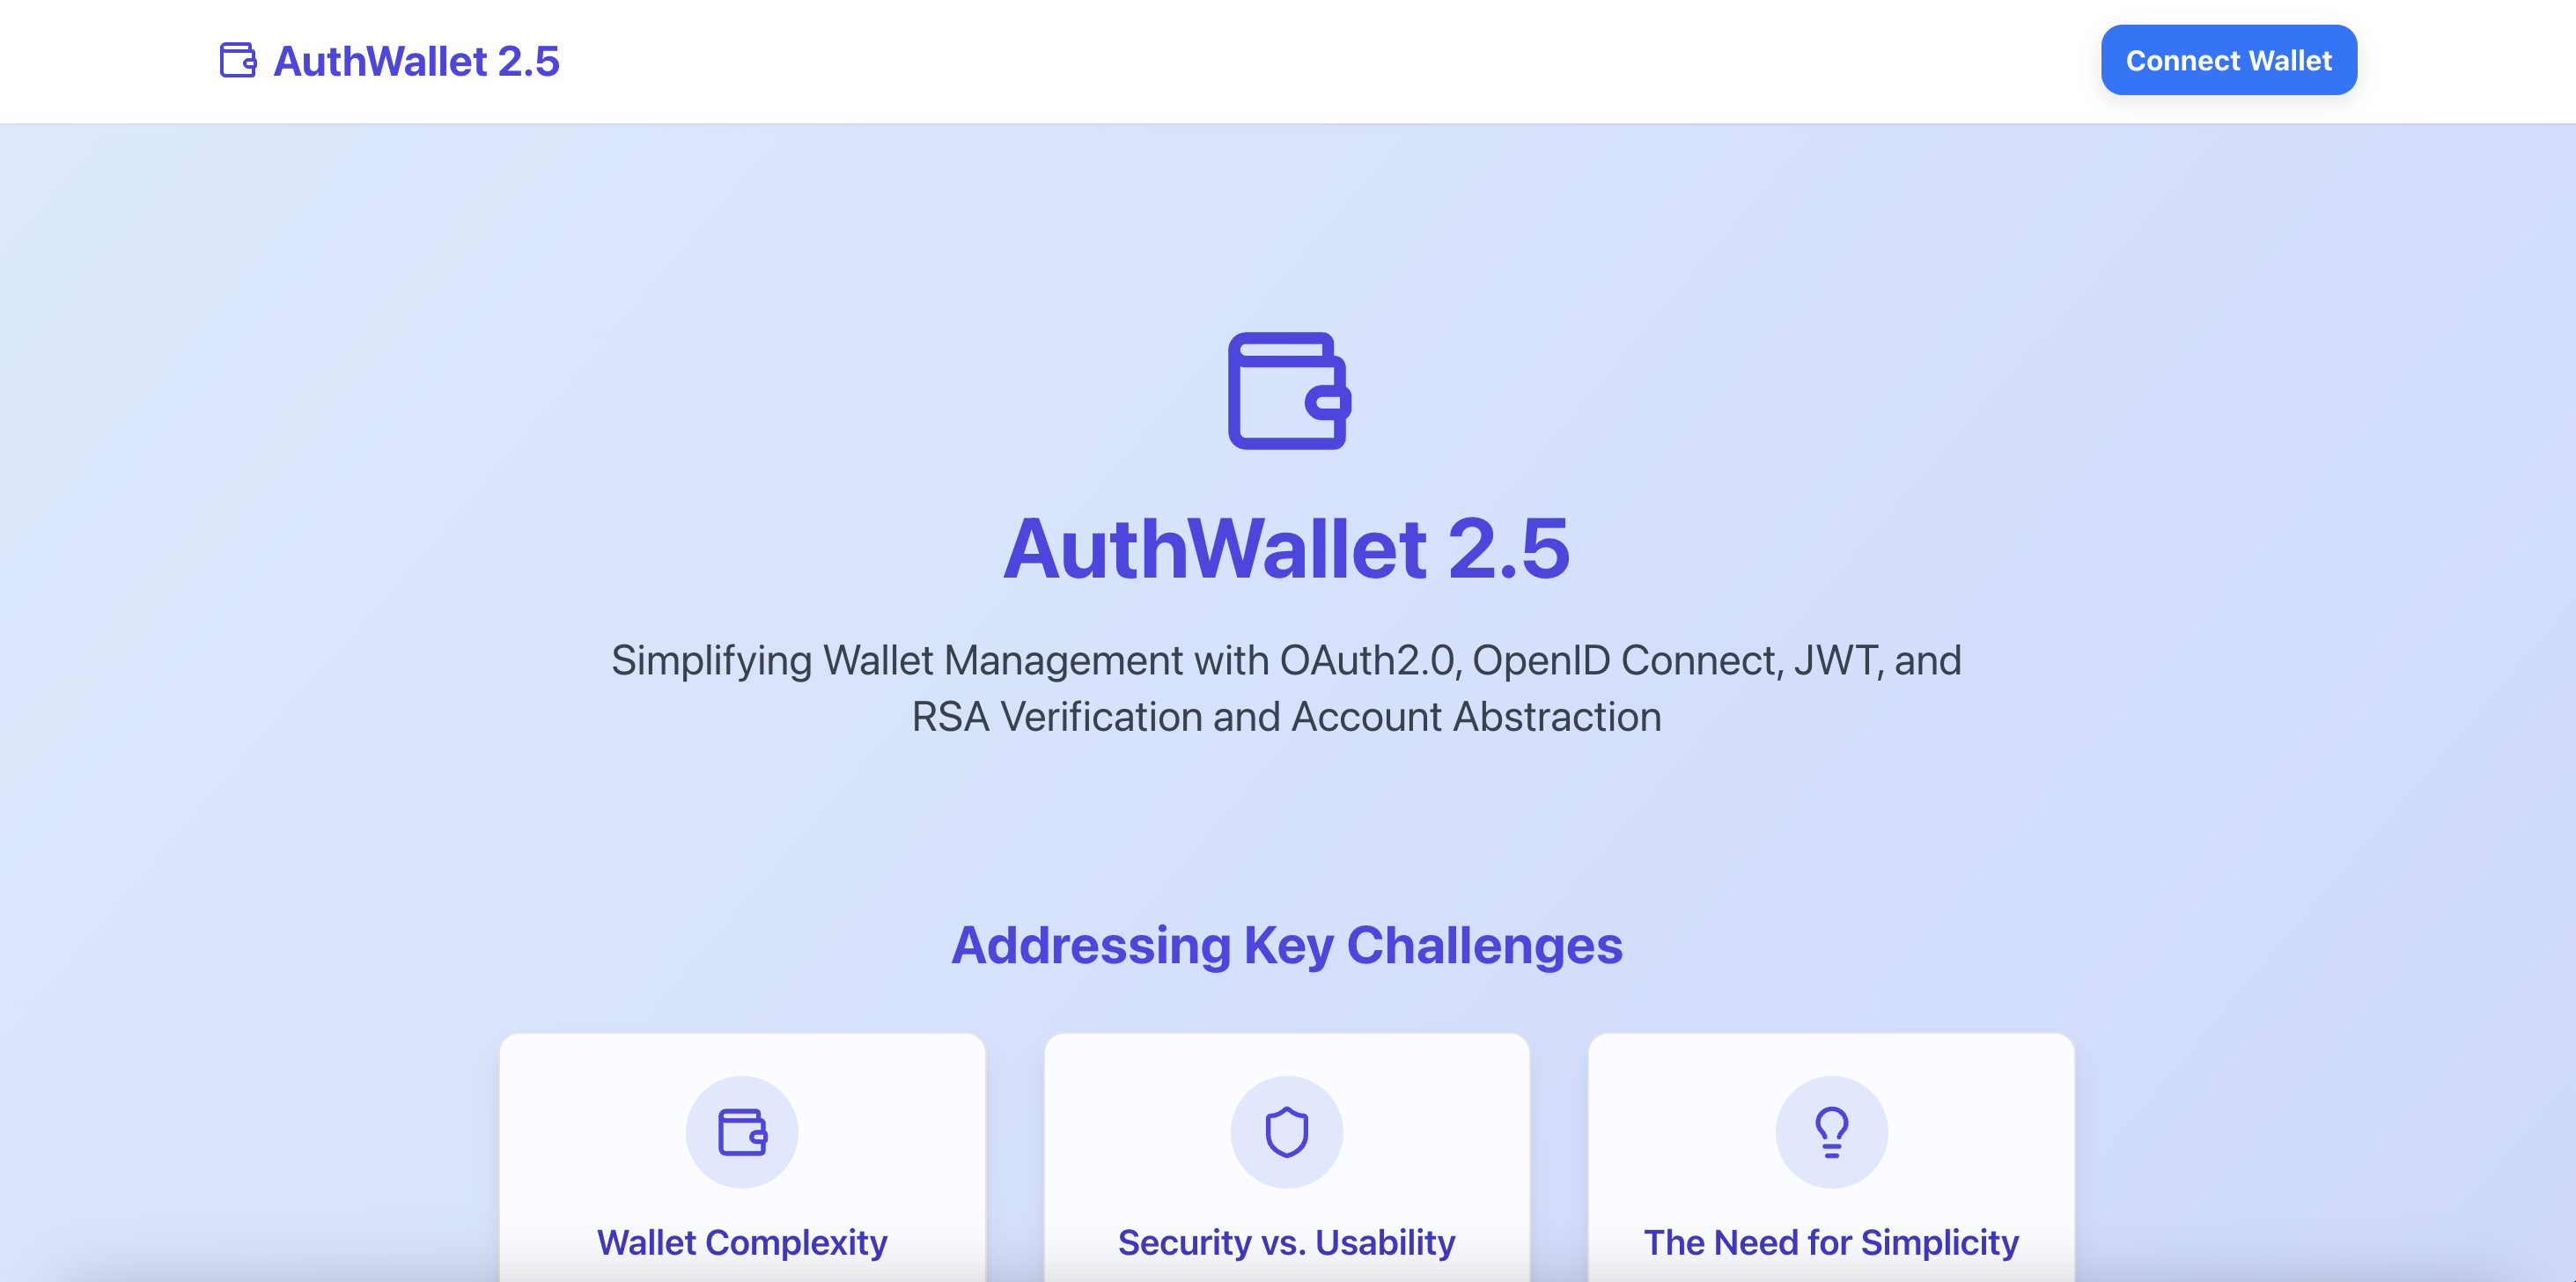 AuthWallet 2.5
Connect Wallet
AuthWallet 2.5
Simplifying Wallet Management with OAuth2.0, OpenID Connect, JWT, and
RSA Verification and Account Abstraction
Addressing Key Challenges
Wallet Complexity
Security vs. Usability
The Need for Simplicity